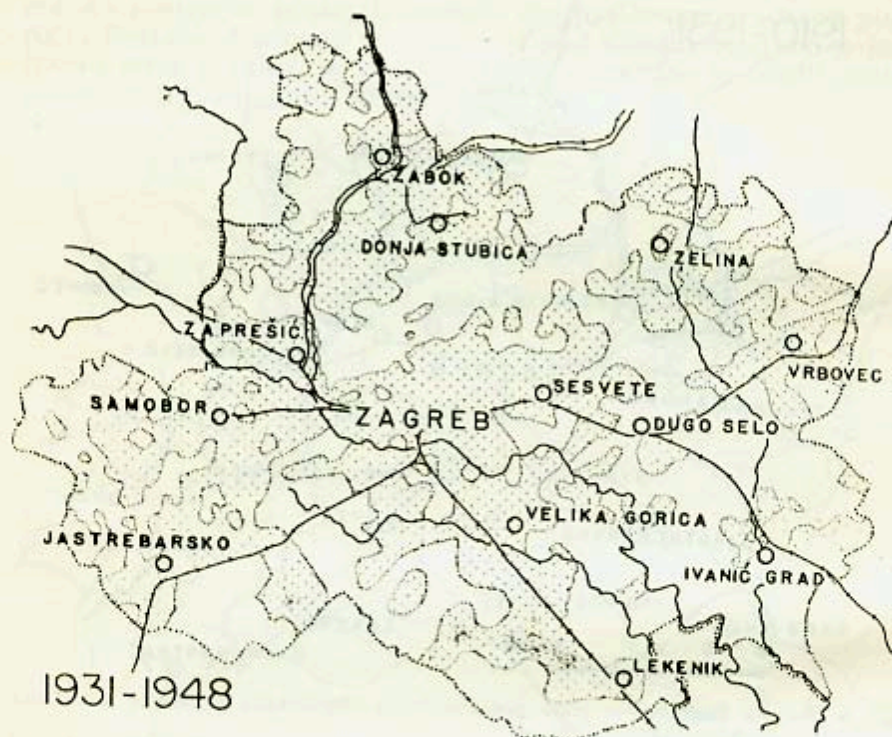 ZABOK
DONJA STUBICA
ZELINA
ZAPREŠIĆ
VRBOVEC
SESVETE
SAMOBOR
ZAGREB
DUGO SELO
VELIKA GORICA
JASTREBARSKO
IVANIĆ GRAD
LEKENIK
1931-1948